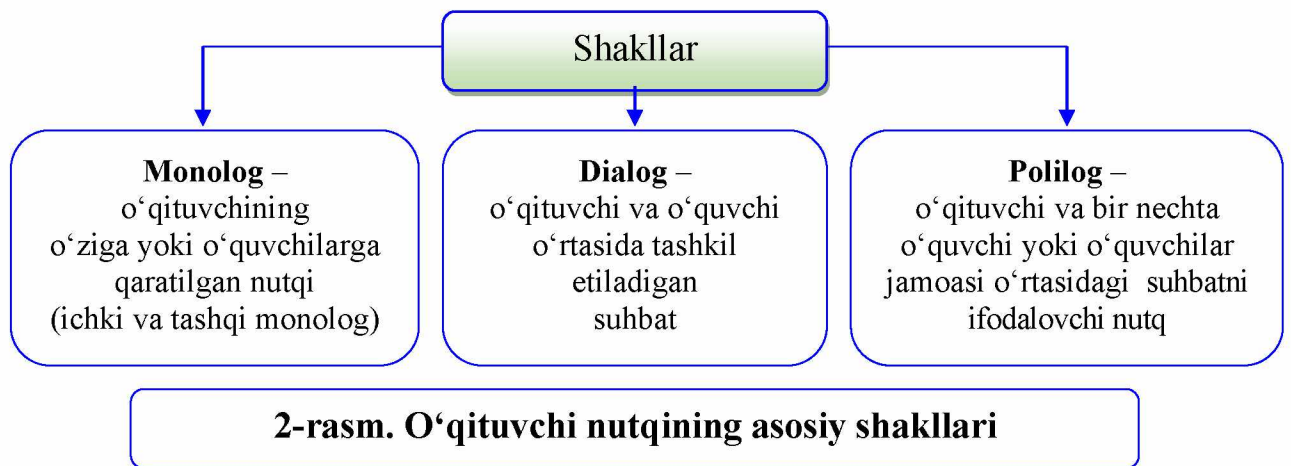 Shakllar
Monolog –
o‘qituvchining
o‘ziga yoki o‘quvchilarga
qaratilgan nutqi
(ichki va tashqi monolog)
Dialog –
o‘qituvchi va o‘quvchi
o‘rtasida tashkil
etiladigan
suhbat
Polilog –
o‘qituvchi va bir nechta
o‘quvchi yoki o‘quvchilar
jamoasi o‘rtasidagi suhbatni
ifodalovchi nutq
2-rasm. O‘qituvchi nutqining asosiy shakllari